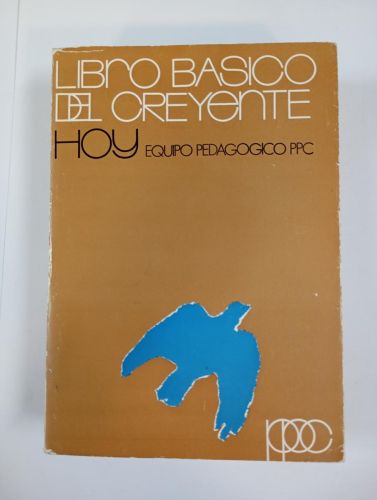 LIBRO BASICO
DEL CREYENTE
HOY EQUIPO PEDAGOGICO PPC
ppc